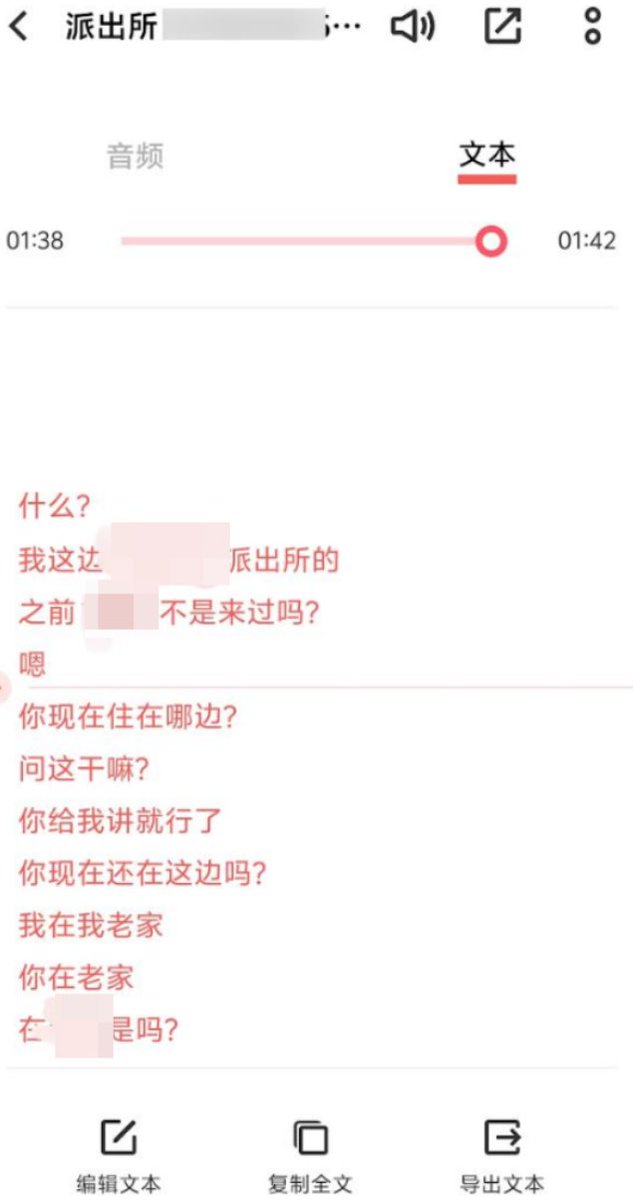 派出所 ...
音频 文本
01:38 01:42
什么?
我这边 派出所的
之前 不是来过吗?
嗯
你现在住在哪边?
问这干嘛?
你给我讲就行了
你现在还在这边吗?
我在我老家
你在老家
在 是吗?
编辑文本 复制全文 导出文本